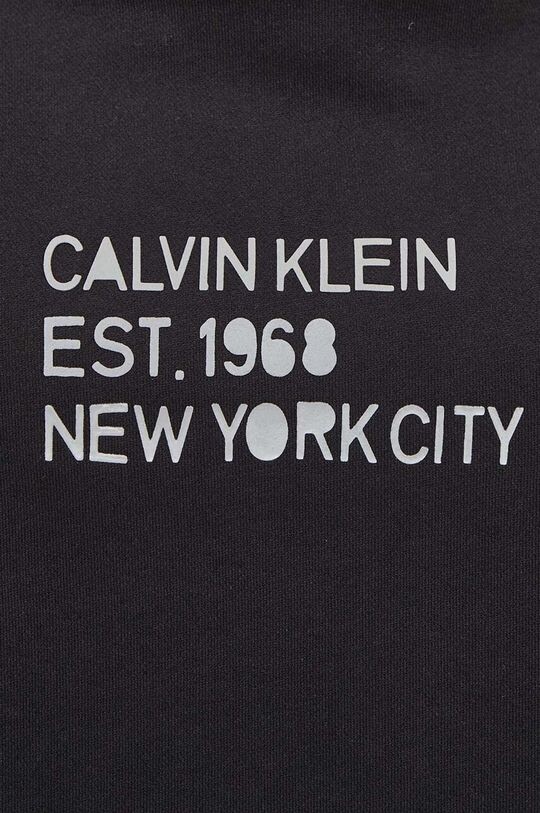 CALVIN KLEIN
EST. 1968
NEW YORK CITY